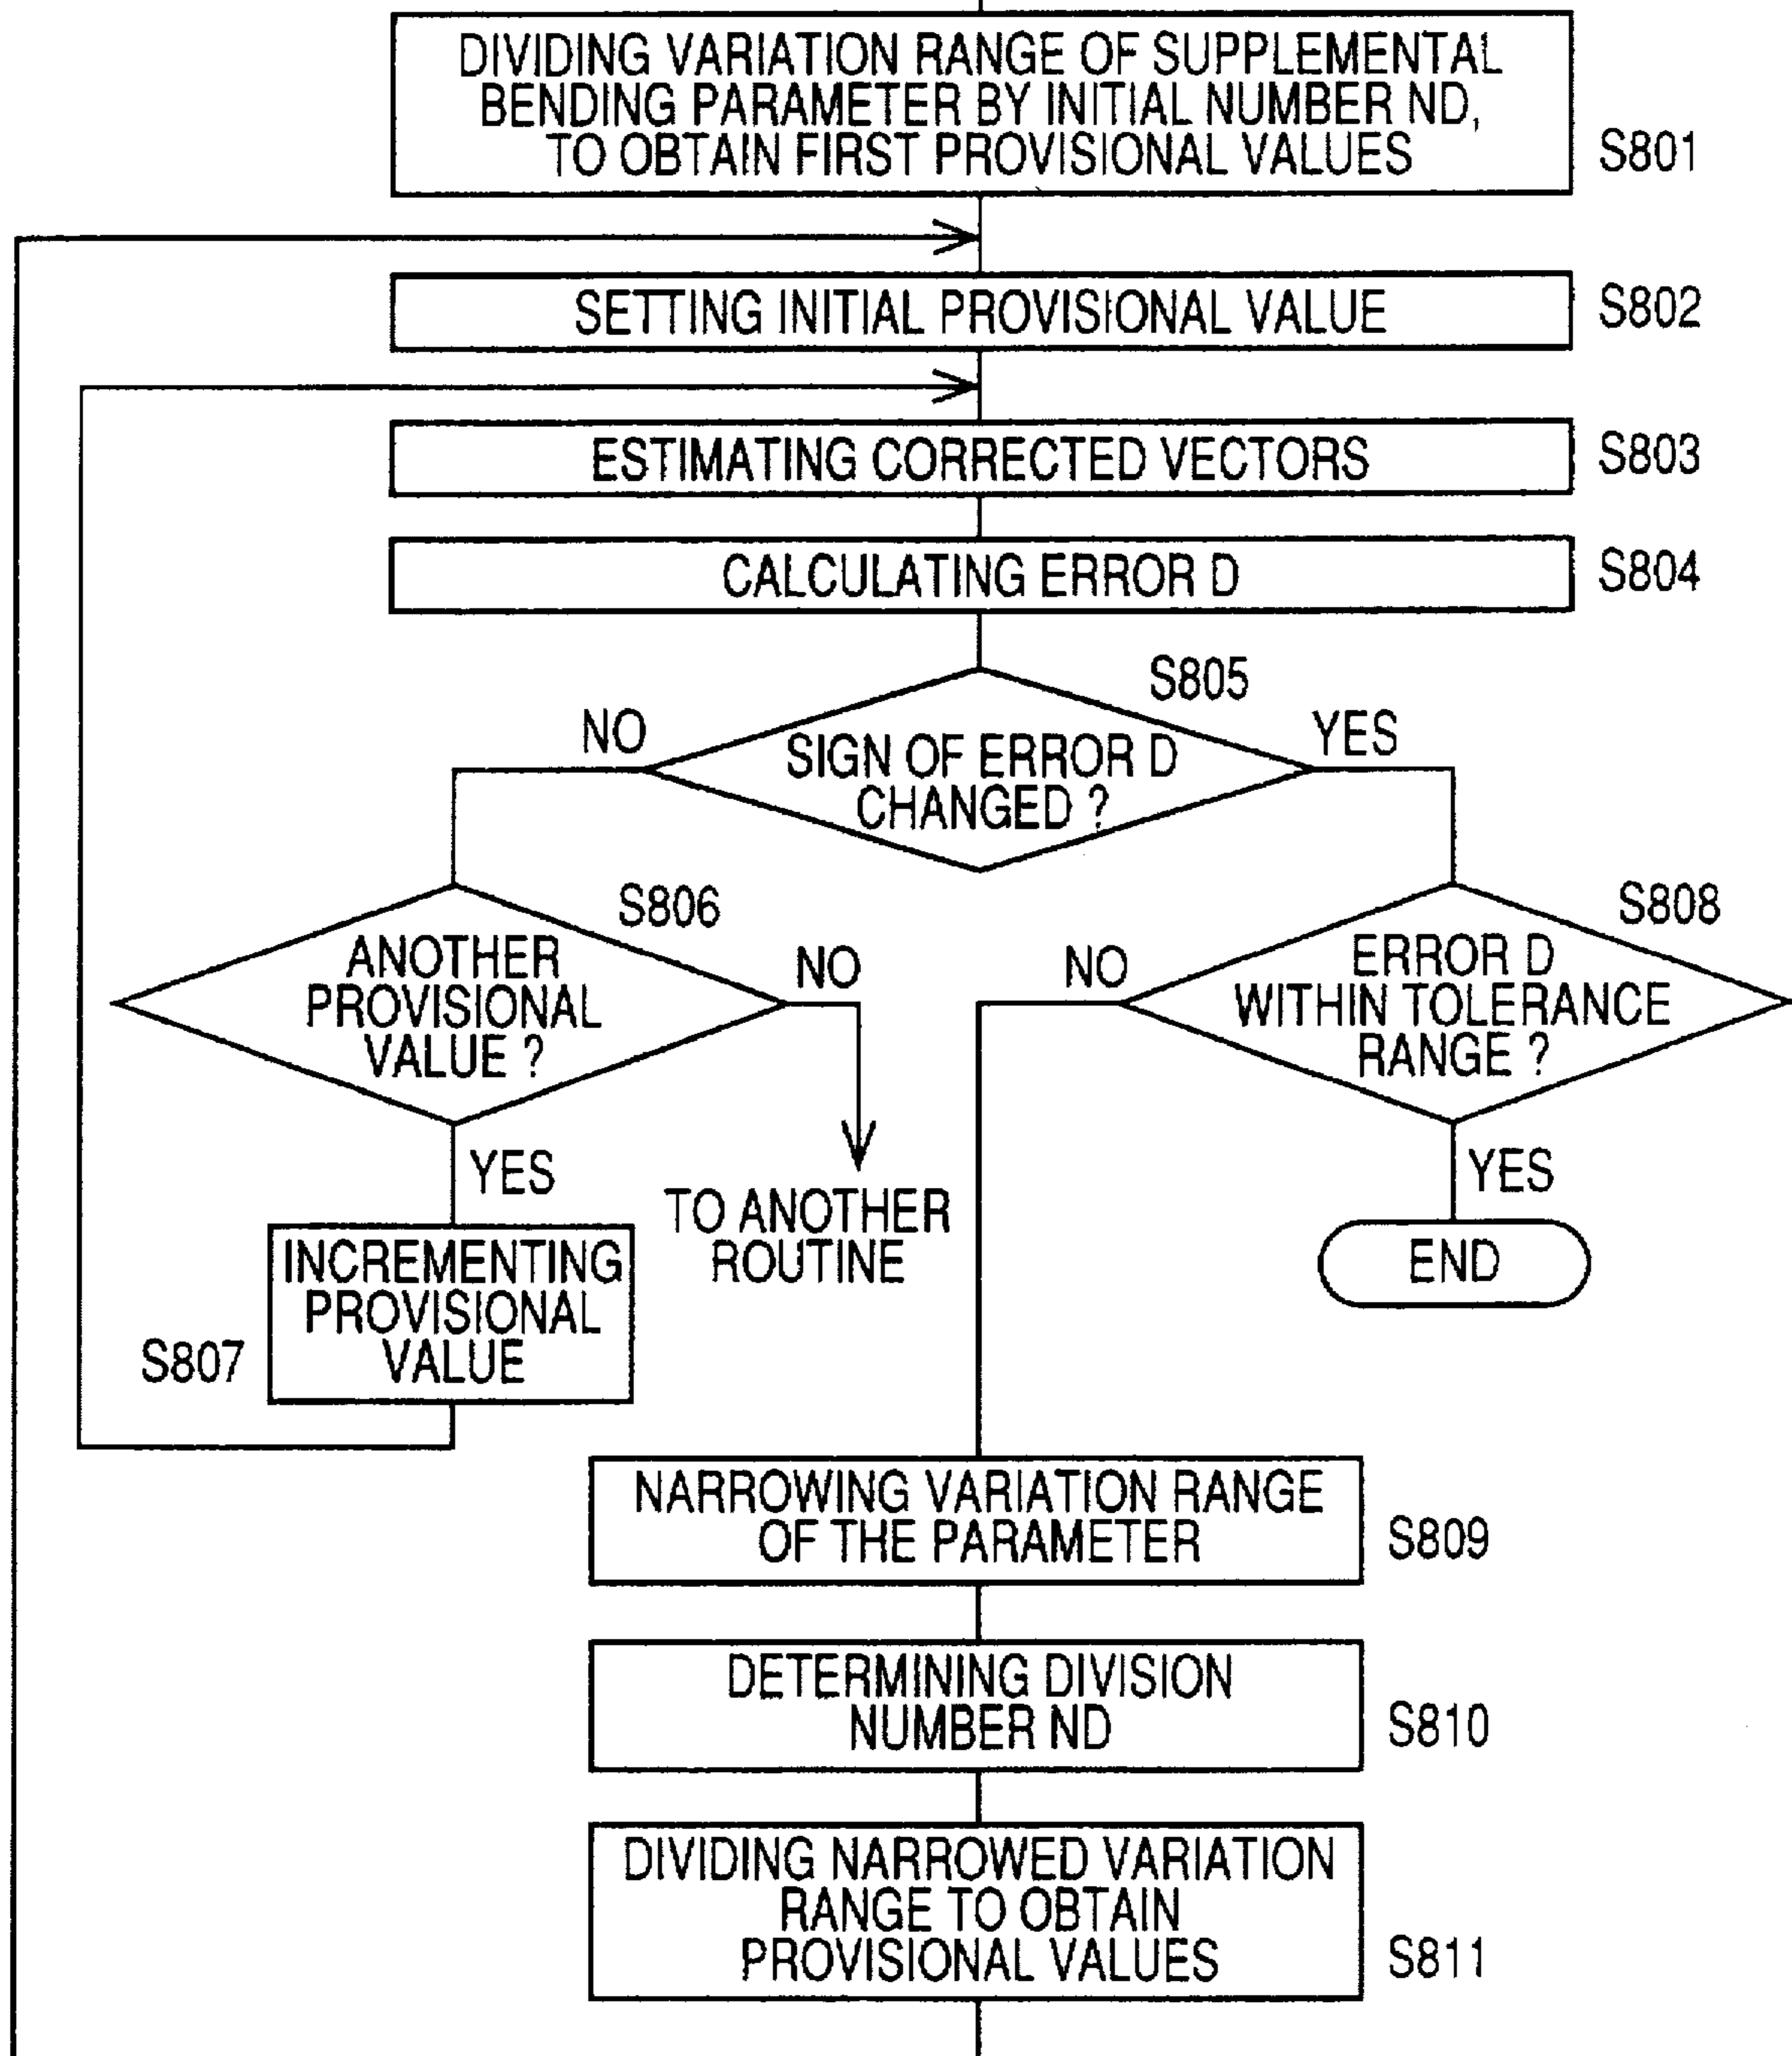 DIVIDING VARIATION RANGE OF SUPPLEMENTAL
BENDING PARAMETER BY INITIAL NUMBER ND,
TO OBTAIN FIRST PROVISIONAL VALUES
S801
SETTING INITIAL PROVISIONAL VALUE
S802
ESTIMATING CORRECTED VECTORS
S803
CALCULATING ERROR D
S804
S805
NO
YES
SIGN OF ERROR D
CHANGED ?
S806
ANOTHER
PROVISIONAL
VALUE ?
NO
S808
NO
ERROR D
WITHIN TOLERANCE
RANGE ?
YES
TO ANOTHER
ROUTINE
YES
END
INCREMENTING
PROVISIONAL
VALUE
S807
NARROWING VARIATION RANGE
OF THE PARAMETER
S809
DETERMINING DIVISION
NUMBER ND
S810
DIVIDING NARROWED VARIATION
RANGE TO OBTAIN
PROVISIONAL VALUES
S811